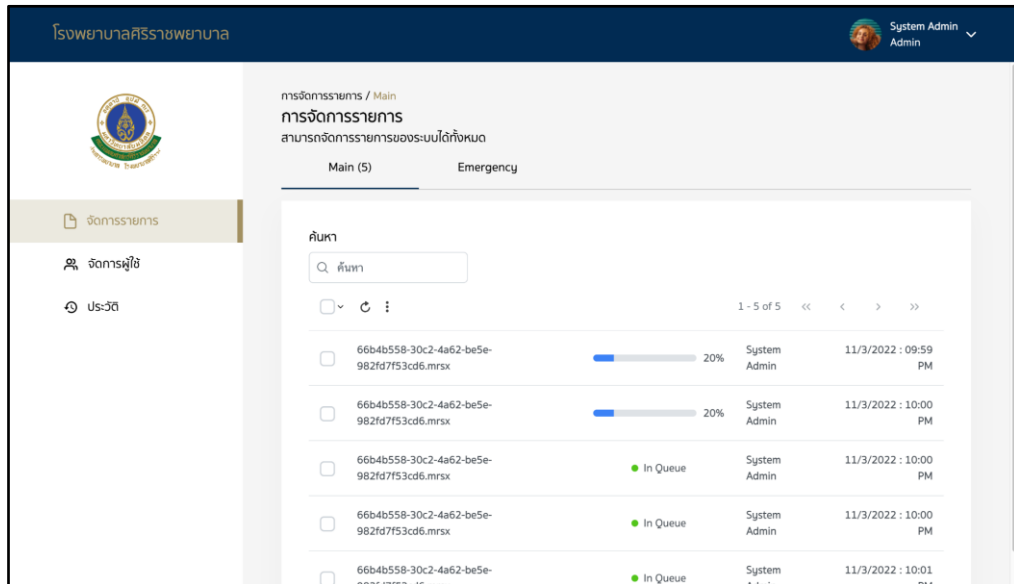 โรงพยาบาลศิริราชพยาบาล
System Admin
Admin
การจัดการรายการ / Main
การจัดการรายการ
สามารถจัดการรายการของระบบได้ทั้งหมด
Main (5)
Emergency
จัดการรายการ
จัดการผู้ใช้
ประวัติ
ค้นหา
ค้นหา
1 - 5 of 5
66b4b558-30c2-4a62-be5e-
982fd7f53cd6.mrsx
20%
System
Admin
11/3/2022 : 09:59
PM
66b4b558-30c2-4a62-be5e-
982fd7f53cd6.mrsx
20%
System
Admin
11/3/2022 : 10:00
PM
66b4b558-30c2-4a62-be5e-
982fd7f53cd6.mrsx
In Queue
System
Admin
11/3/2022 : 10:00
PM
66b4b558-30c2-4a62-be5e-
982fd7f53cd6.mrsx
In Queue
System
Admin
11/3/2022 : 10:00
PM
66b4b558-30c2-4a62-be5e-
In Queue
System
11/3/2022 : 10:01